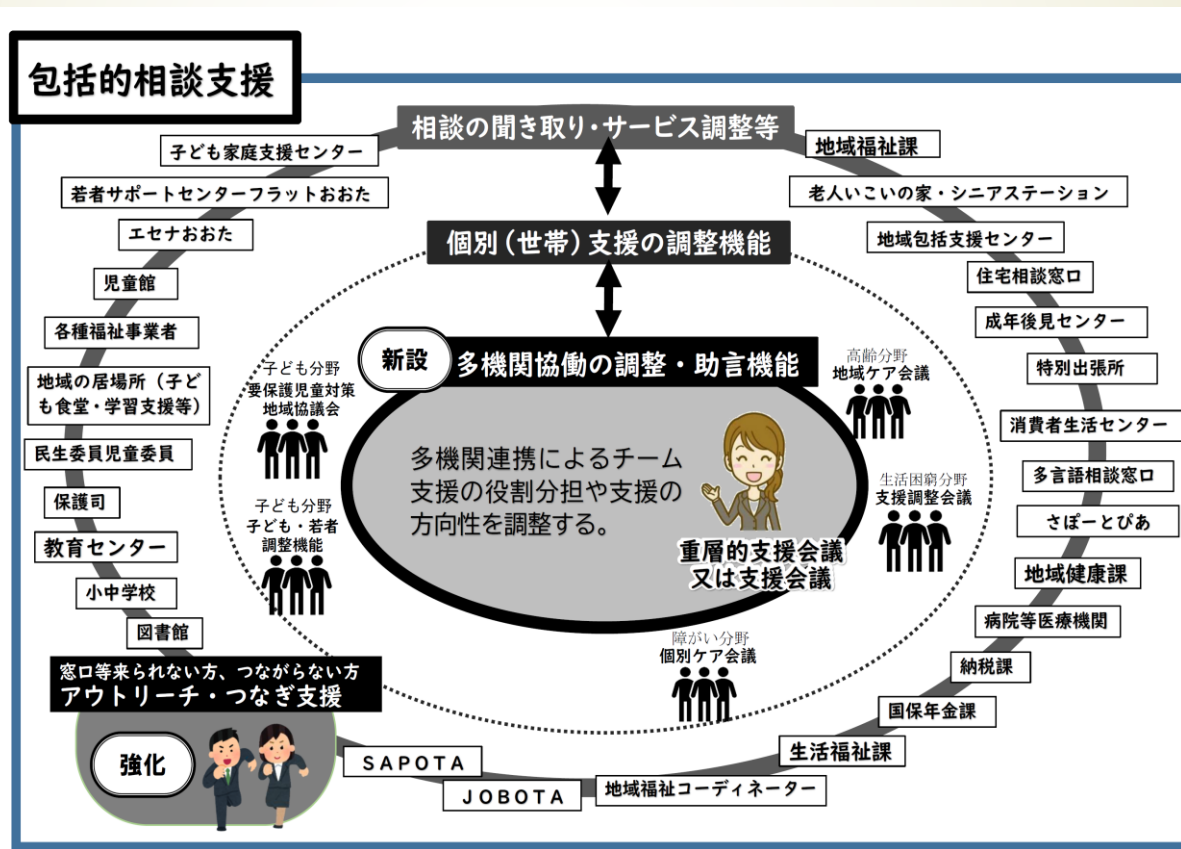 包括的相談支援
相談の聞き取り・サービス調整等
子ども家庭支援センター
若者サポートセンターフラットおおた
エセナおおた
児童館
各種福祉事業者
地域の居場所（子ど
も食堂・学習支援等）
民生委員児童委員
保護司
教育センター
小中学校
図書館
窓口等来られない方、つながらない方
アウトリーチ・つなぎ支援
強化
SAPOTA
JOBOTA
地域福祉コーディネーター
生活福祉課
国保年金課
納税課
病院等医療機関
地域健康課
さぽーとぴあ
多言語相談窓口
消費者生活センター
特別出張所
成年後見センター
住宅相談窓口
地域包括支援センター
老人いこいの家・シニアステーション
地域福祉課
個別（世帯）支援の調整機能
新設
多機関協働の調整・助言機能
多機関連携によるチーム
支援の役割分担や支援の
方向性を調整する。
重層的支援会議
又は支援会議
子ども分野
要保護児童対策
地域協議会
子ども分野
子ども・若者
調整機能
高齢分野
地域ケア会議
生活困窮分野
支援調整会議
障がい分野
個別ケア会議